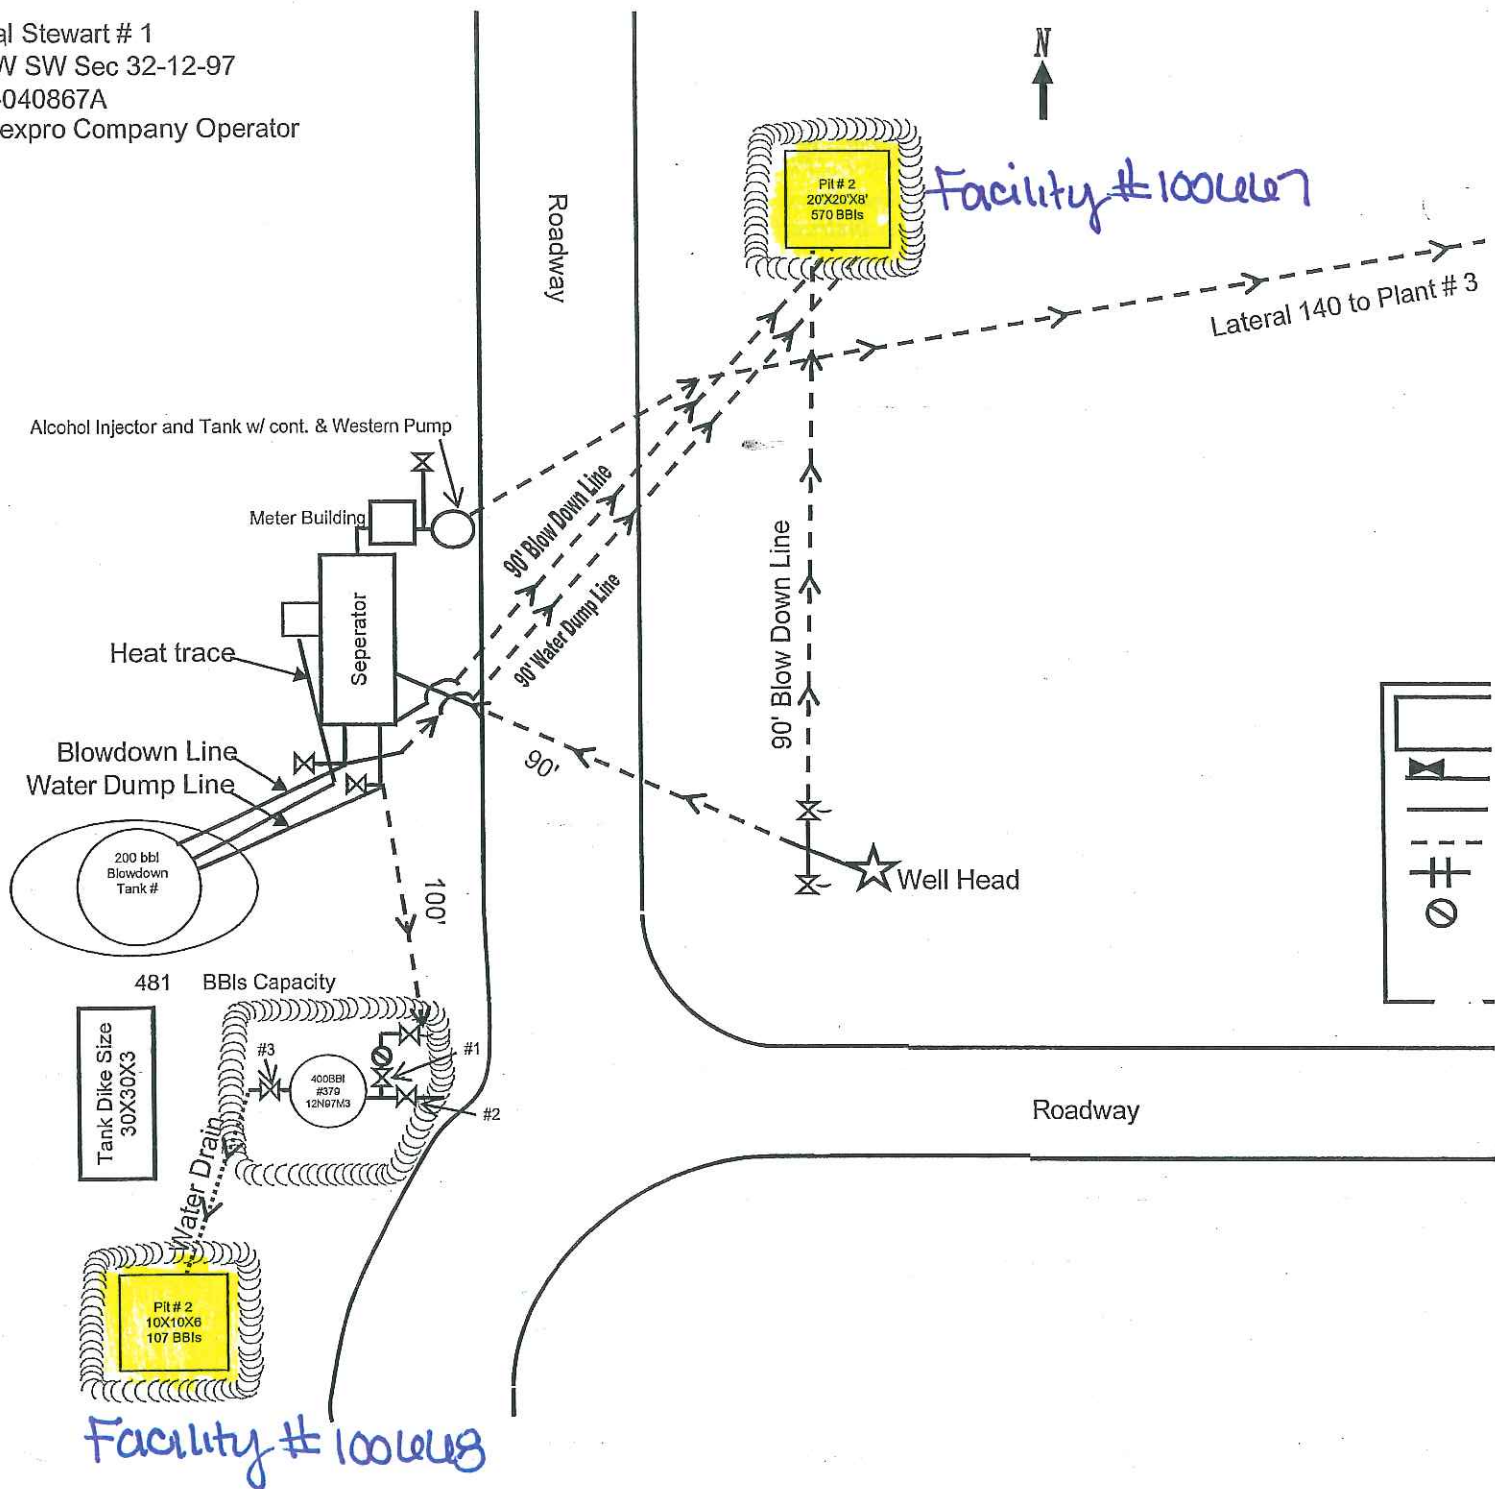 al Stewart # 1
W SW Sec 32-12-97
-040867A
expro Company Operator
N
Pit # 2
20'X20'X8'
570 BBls
Facility #100667
Roadway
Lateral 140 to Plant # 3
Alcohol Injector and Tank w/ cont. & Western Pump
Meter Building
90' Blow Down Line
90' Water Dump Line
90' Blow Down Line
Seperator
Heat trace
Blowdown Line
Water Dump Line
90'
200 bbl
Blowdown
Tank #
100'
Well Head
481 BBls Capacity
Tank Dike Size
30X30X3
#3
400BBl
#379
12N97M3
#1
#2
Roadway
Water Drain
Pit # 2
10X10X6
107 BBls
Facility #100668